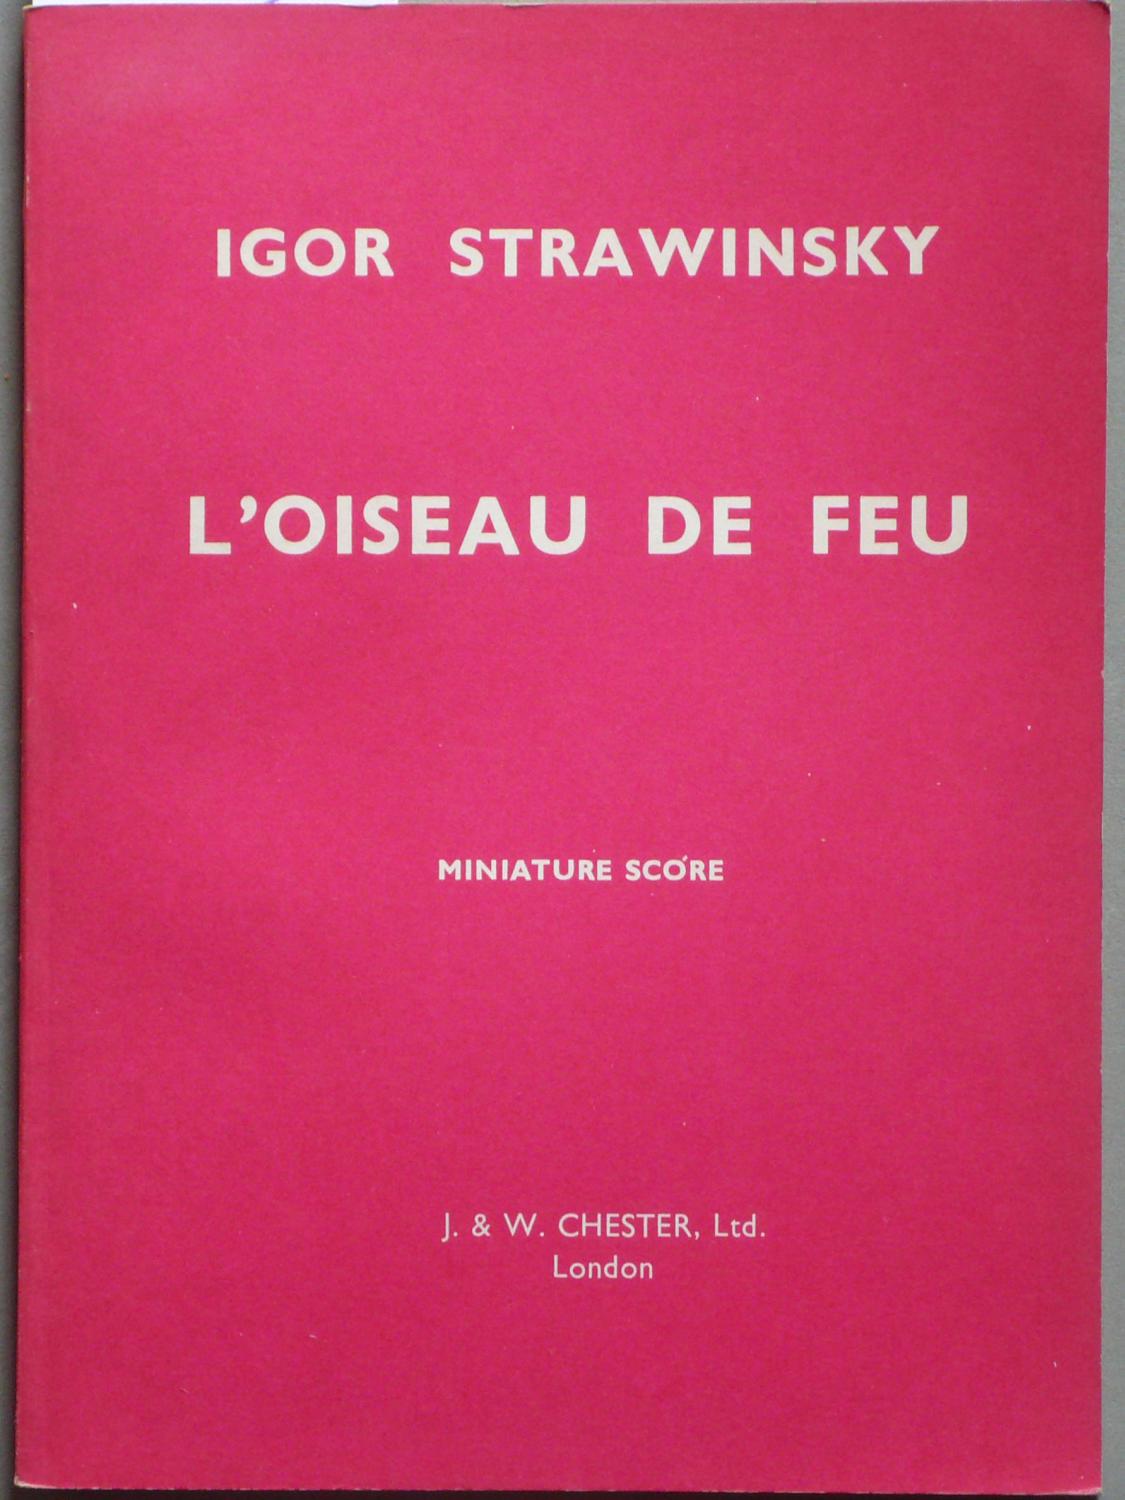 IGOR STRAWINSKY
L'OISEAU DE FEU
MINIATURE SCORE
J. & W. CHESTER, Ltd.
London